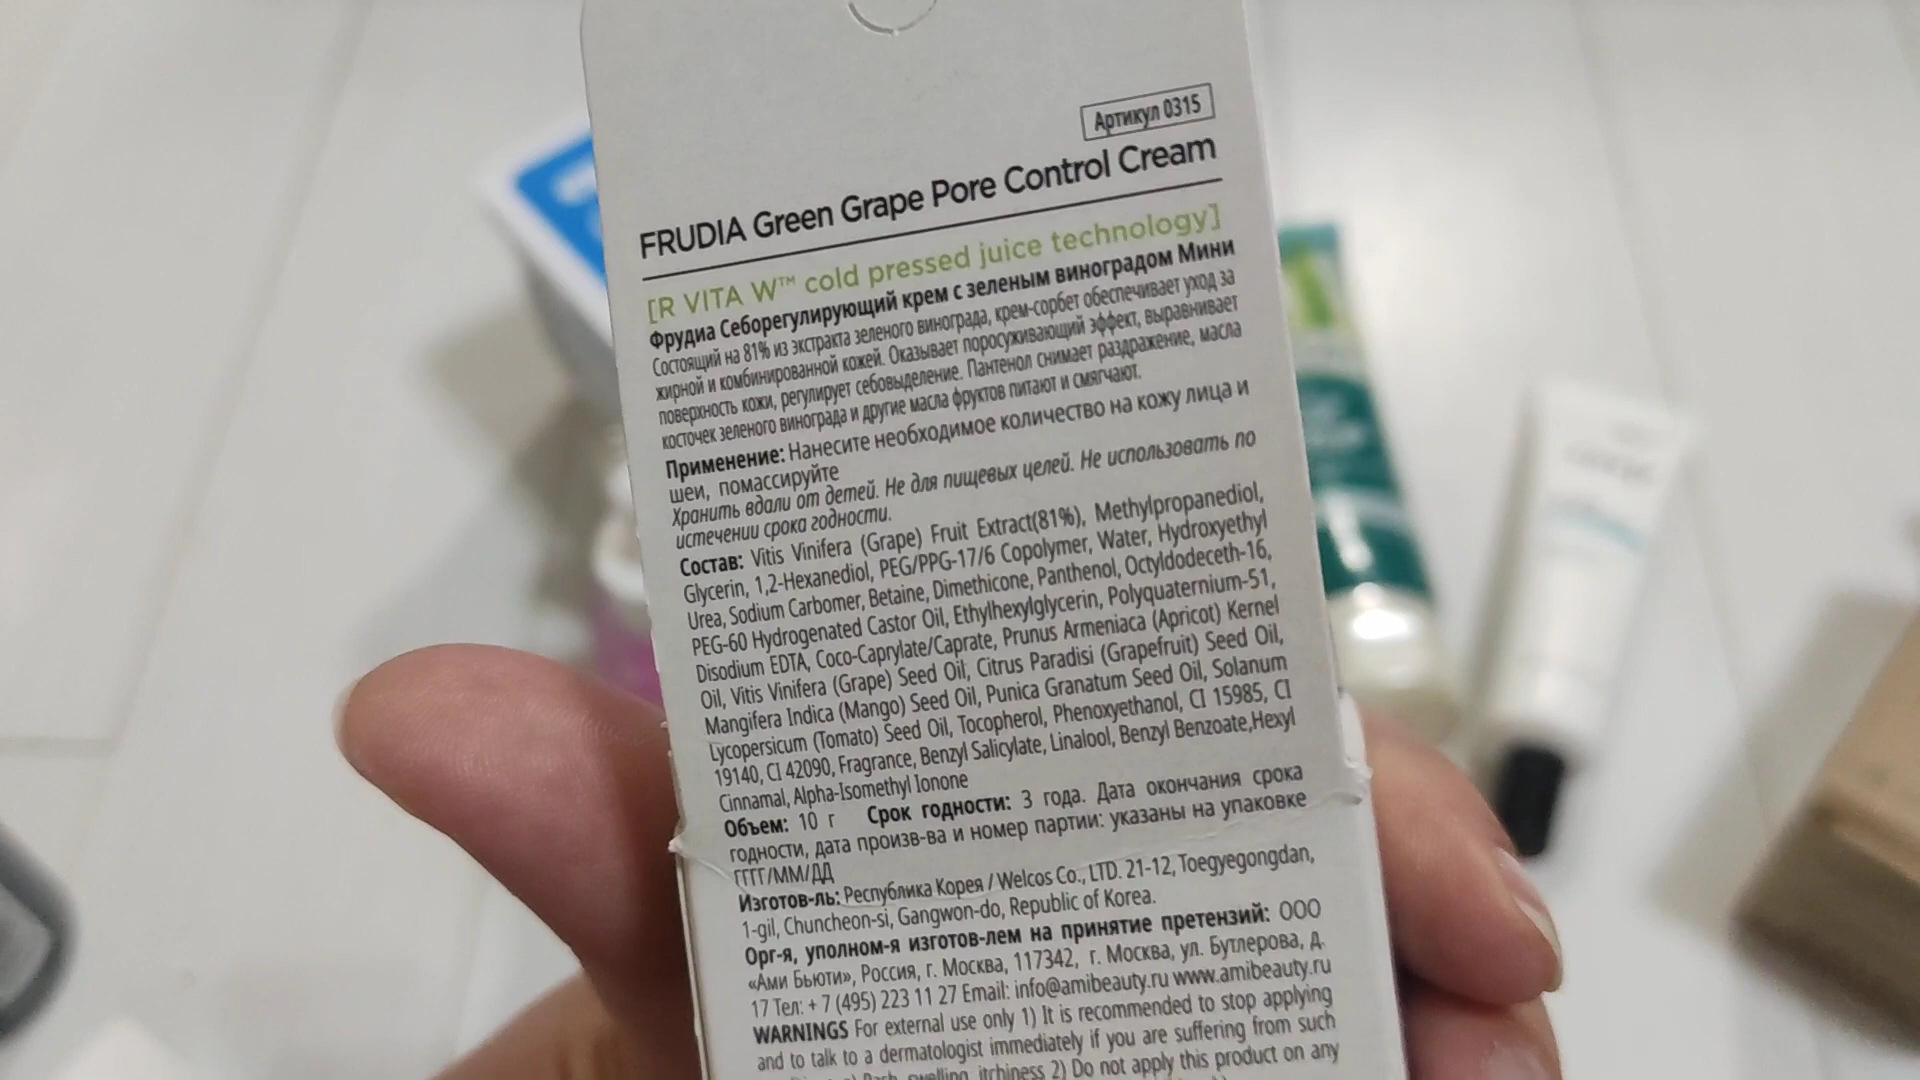 Артикул 0315
FRUDIA Green Grape Pore Control Cream
[R VITA W™ cold pressed juice technology]
Фрудиа Себорегулирующий крем с зеленым виноградом Мини
Состоящий на 81% из экстракта зеленого винограда, крем-сорбет обеспечивает уход за
жирной и комбинированной кожей. Оказывает поросуживающий эффект, выравнивает
поверхность кожи, регулирует себовыделение. Пантенол снимает раздражение, масла
косточек зеленого винограда и другие масла фруктов питают и смягчают.
Применение: Нанесите необходимое количество на кожу лица и
шеи, помассируйте
Хранить вдали от детей. Не для пищевых целей. Не использовать по
истечении срока годности.
Состав: Vitis Vinifera (Grape) Fruit Extract(81%), Methylpropanediol,
Glycerin, 1,2-Hexanediol, PEG/PPG-17/6 Copolymer, Water, Hydroxyethyl
Urea, Sodium Carbomer, Betaine, Dimethicone, Panthenol, Octyldodeceth-16,
PEG-60 Hydrogenated Castor Oil, Ethylhexylglycerin, Polyquaternium-51,
Disodium EDTA, Coco-Caprylate/Caprate, Prunus Armeniaca (Apricot) Kernel
Oil, Vitis Vinifera (Grape) Seed Oil, Citrus Paradisi (Grapefruit) Seed Oil,
Mangifera Indica (Mango) Seed Oil, Punica Granatum Seed Oil, Solanum
Lycopersicum (Tomato) Seed Oil, Tocopherol, Phenoxyethanol, CI 15985, CI
19140, CI 42090, Fragrance, Benzyl Salicylate, Linalool, Benzyl Benzoate,Hexyl
Cinnamal, Alpha-Isomethyl Ionone
Объем: 10 г Срок годности: 3 года. Дата окончания срока
годности, дата произв-ва и номер партии: указаны на упаковке
ГГГГ/ММ/ДД
Изготов-ль: Республика Корея / Welcos Co., LTD. 21-12, Toegyegongdan,
1-gil, Chuncheon-si, Gangwon-do, Republic of Korea.
Орг-я, уполном-я изготов-лем на принятие претензий: ООО
«Ами Бьюти», Россия, г. Москва, 117342, г. Москва, ул. Бутлерова, д.
17 Тел: + 7 (495) 223 11 27 Email: info@amibeauty.ru www.amibeauty.ru
WARNINGS For external use only 1) It is recommended to stop applying
and to talk to a dermatologist immediately if you are suffering from such
swelling, itchiness 2) Do not apply this product on any